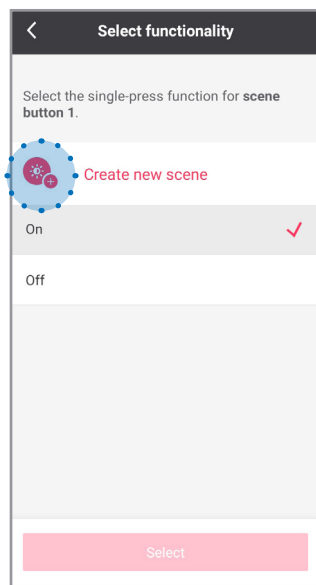 Select functionality
Select the single-press function for scene
button 1.
Create new scene
On
Off
Select